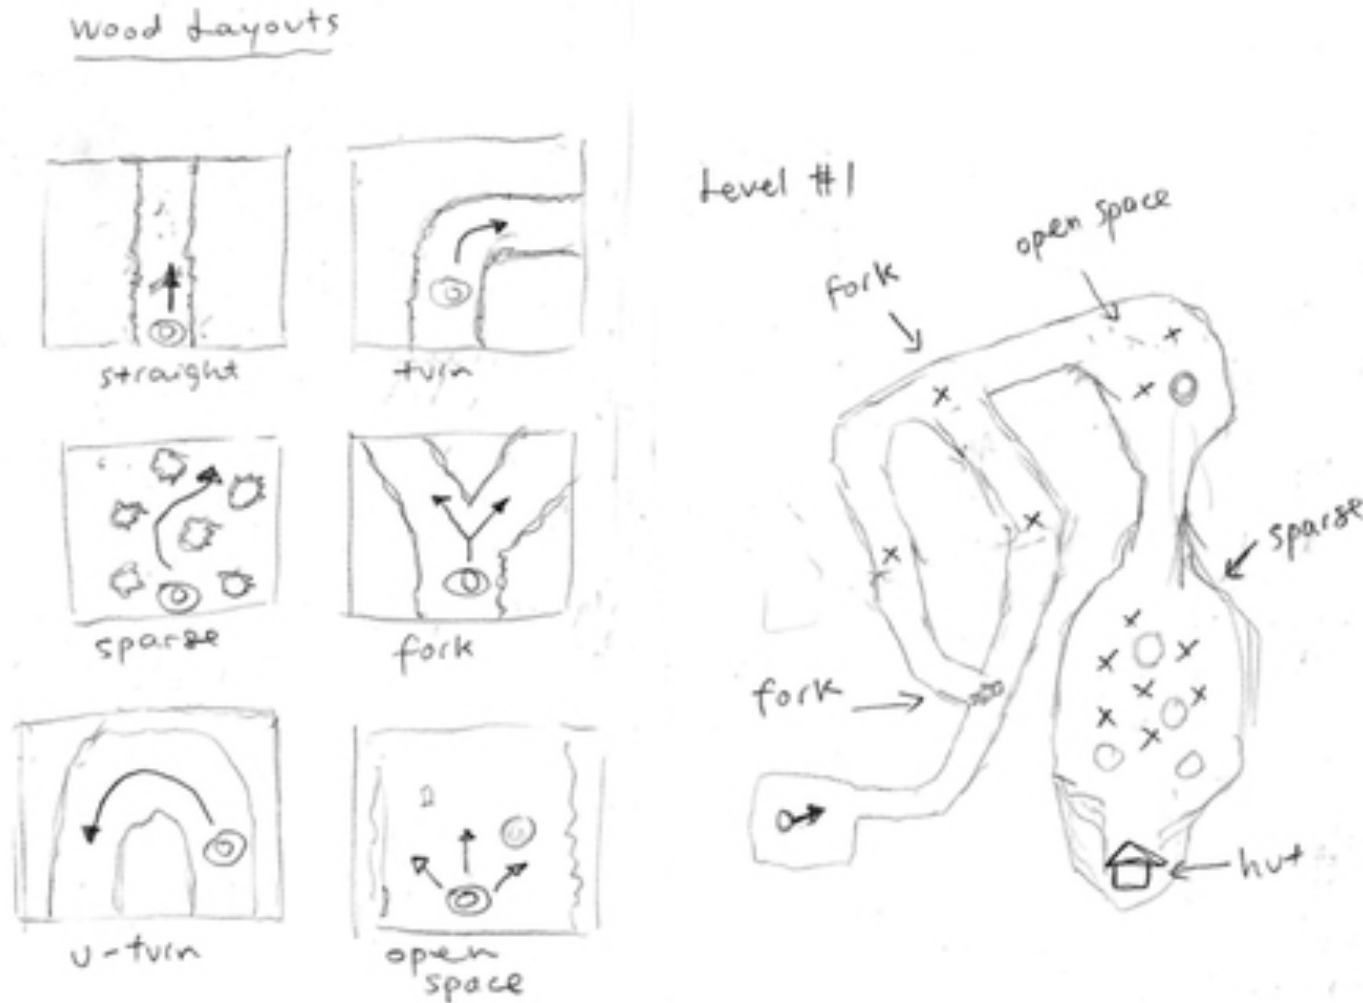 Wood Layouts
straight
turn
sparse
fork
u-turn
open
space
Level #1
open space
fork
sparse
fork
hut